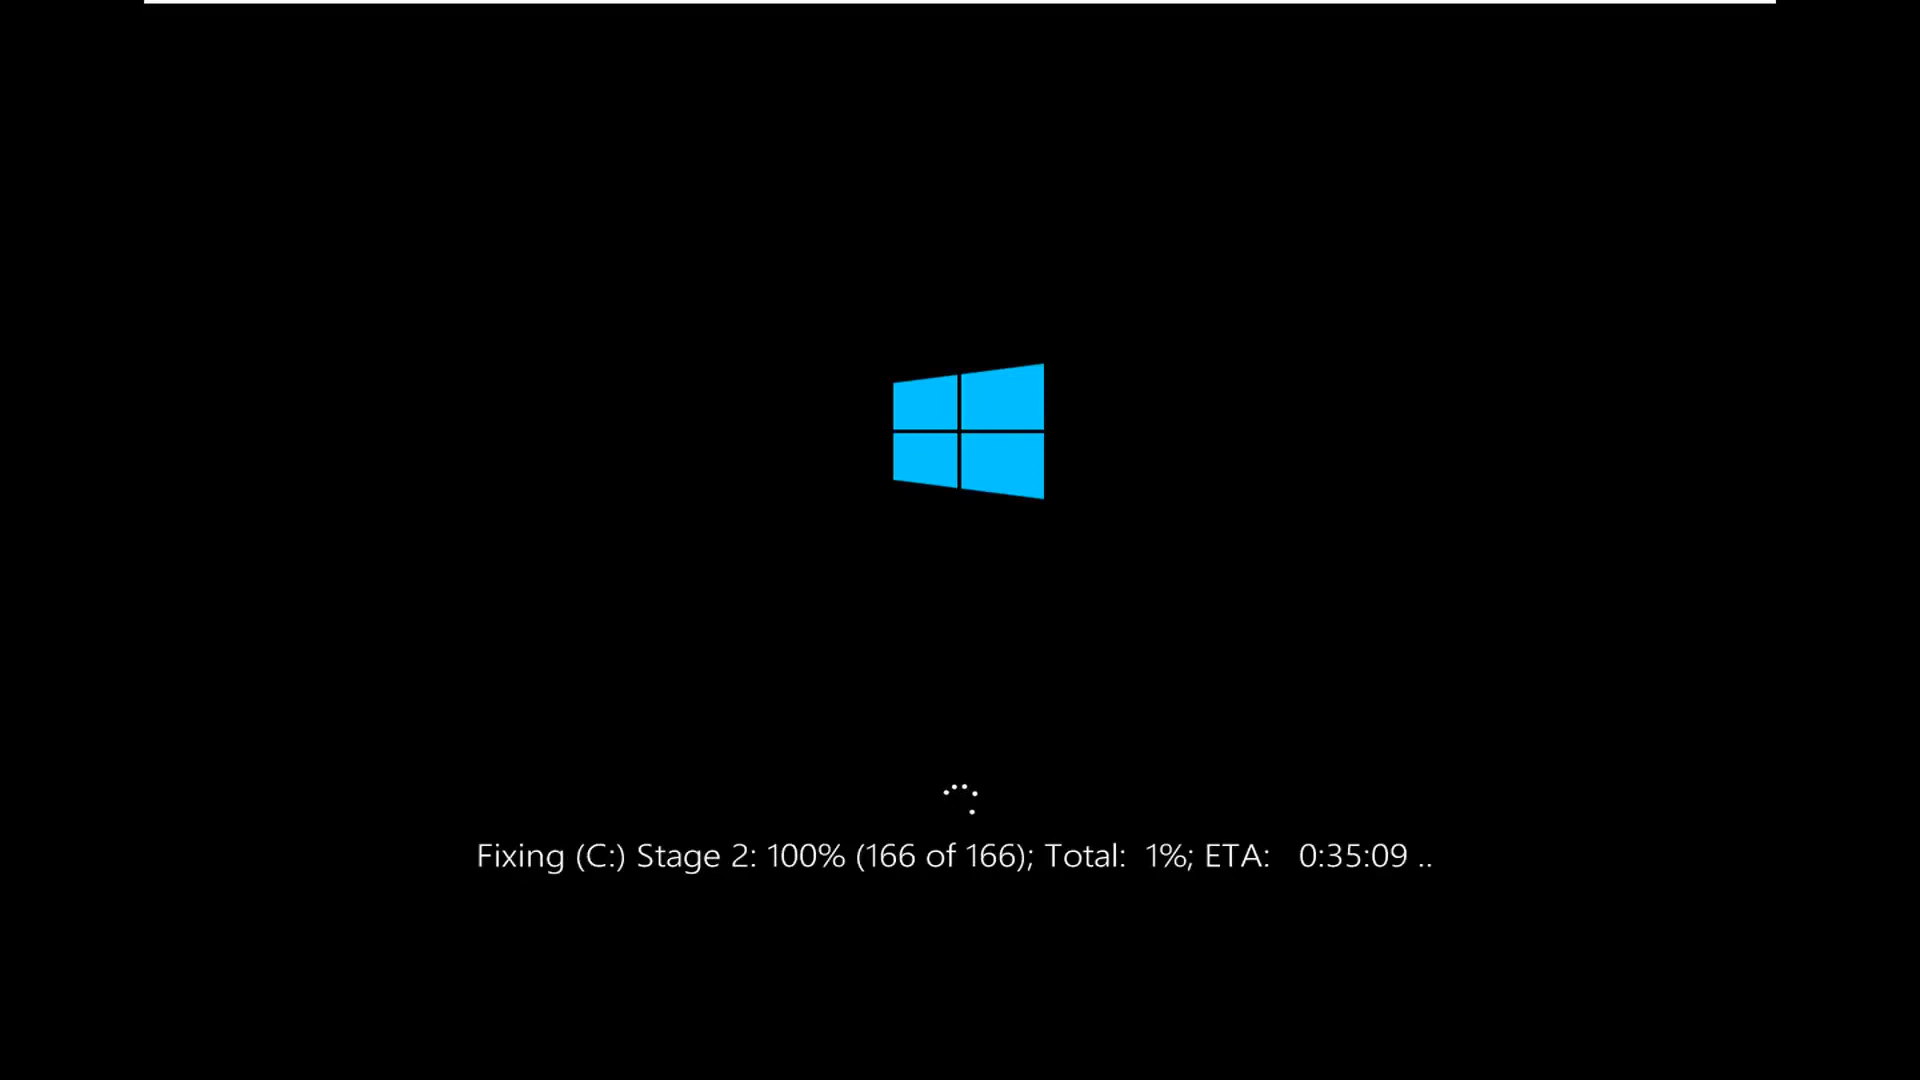 Fixing (C:) Stage 2: 100% (166 of 166); Total:  1%; ETA:   0:35:09 ..